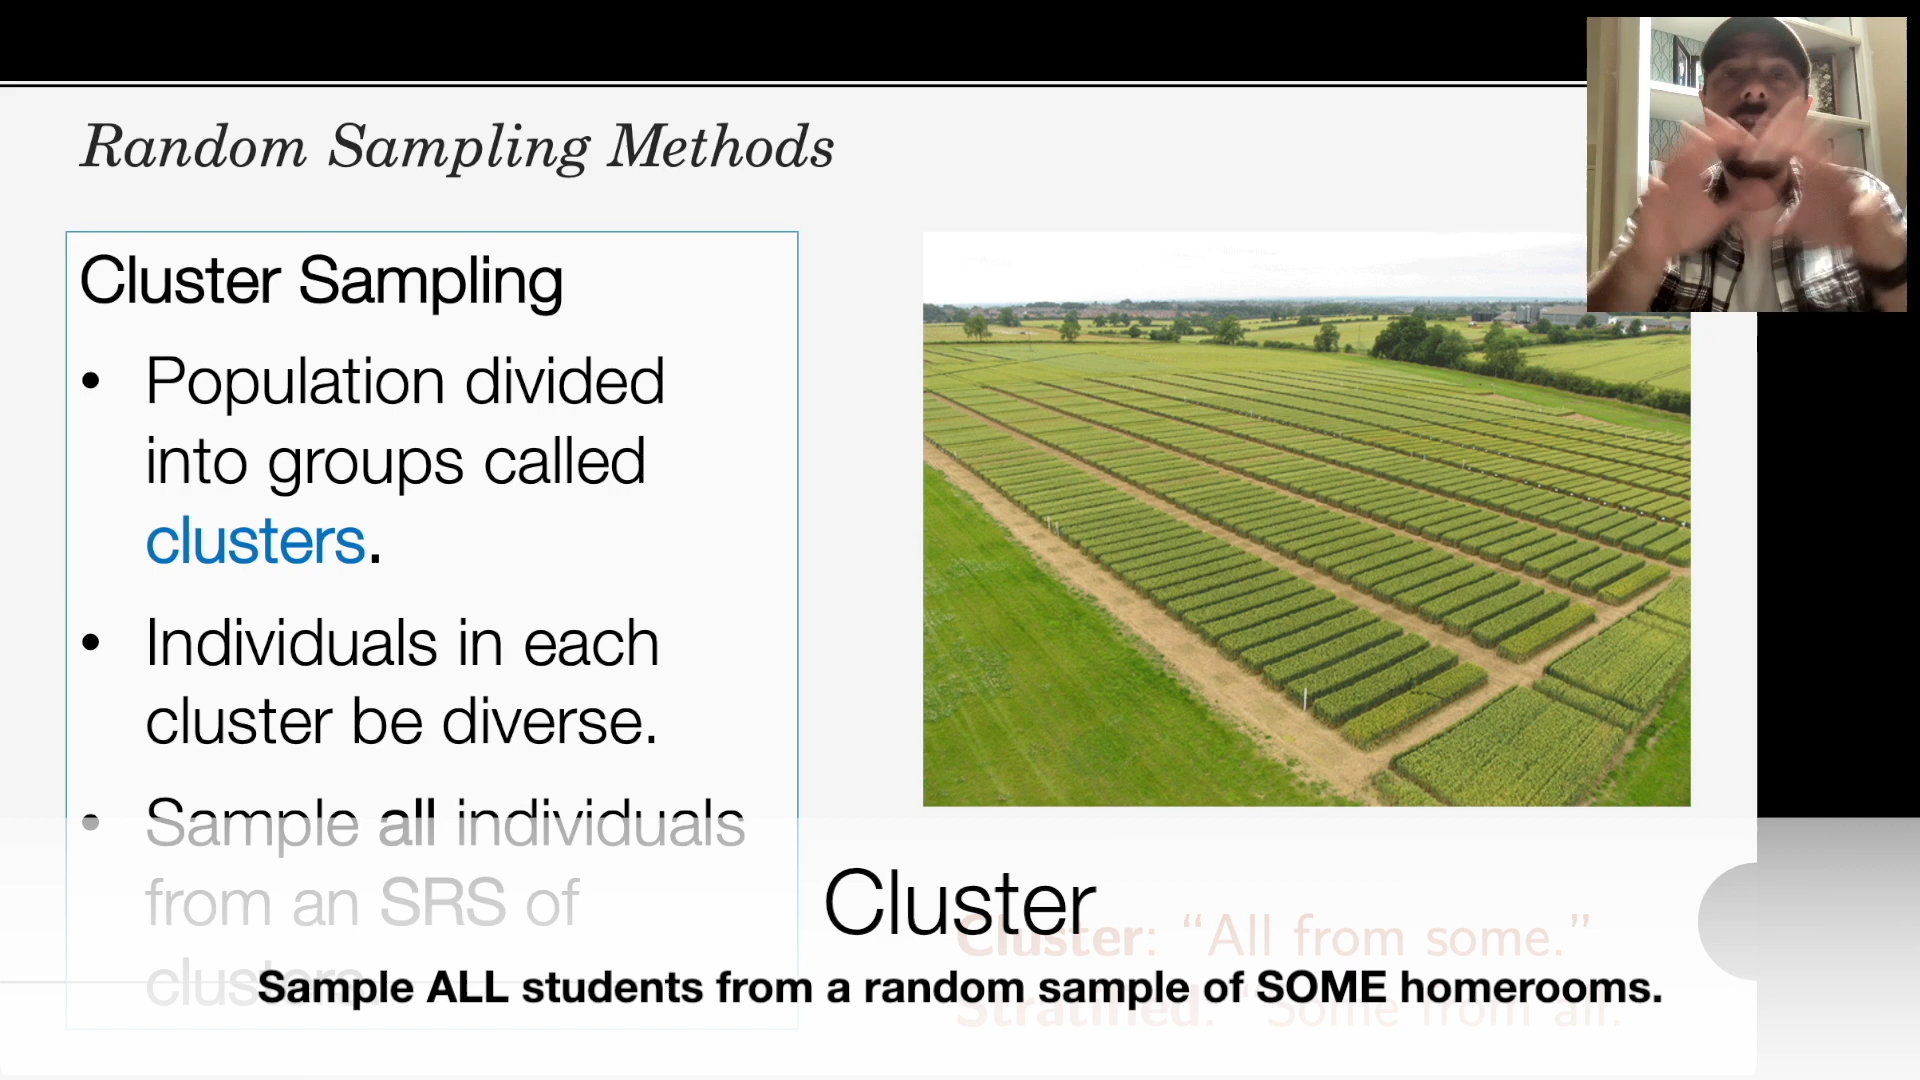 Random Sampling Methods
Cluster Sampling
• Population divided
into groups called
clusters.
• Individuals in each
cluster be diverse.
• Sample all individuals
from an SRS of
clusters
Cluster
Cluster: “All from some.”
Sample ALL students from a random sample of SOME homerooms.
Stratified: “Some from all.